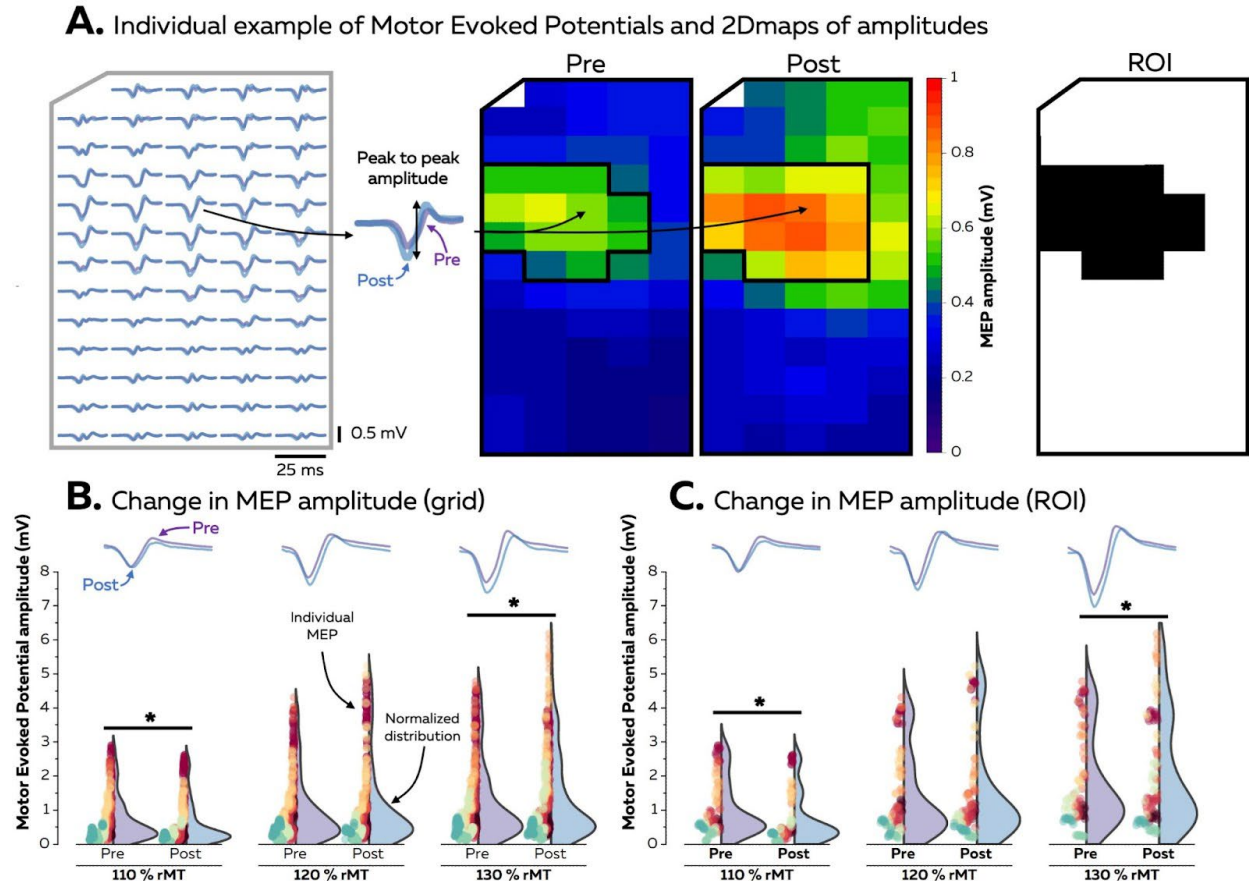 A. Individual example of Motor Evoked Potentials and 2Dmaps of amplitudes
Pre
Post
ROI
Peak to peak
amplitude
Pre
Post
0.5 mV
25 ms
1
0.8
0.6
0.4
0.2
0
MEP amplitude (mV)
B. Change in MEP amplitude (grid)
Pre
Post
Motor Evoked Potential amplitude (mV)
8
7
6
5
4
3
2
1
0
*
*
Individual
MEP
Normalized
distribution
Pre
Post
Pre
Post
Pre
Post
110 % rMT
120 % rMT
130 % rMT
C. Change in MEP amplitude (ROI)
Motor Evoked Potential amplitude (mV)
8
7
6
5
4
3
2
1
0
*
*
Pre
Post
Pre
Post
Pre
Post
110 % rMT
120 % rMT
130 % rMT